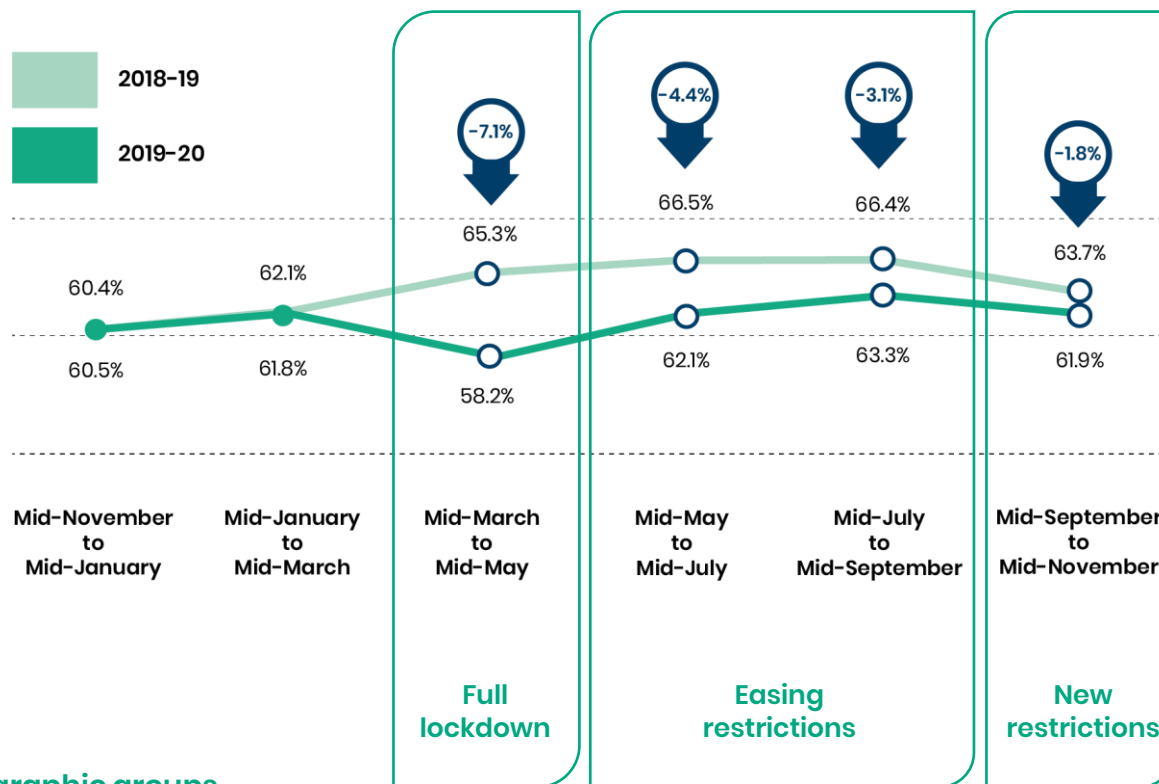 2018-19
2019-20
-7.1%
-4.4%
-3.1%
-1.8%
60.4%
62.1%
65.3%
66.5%
66.4%
63.7%
60.5%
61.8%
58.2%
62.1%
63.3%
61.9%
Mid-November
to
Mid-January
Mid-January
to
Mid-March
Mid-March
to
Mid-May
Mid-May
to
Mid-July
Mid-July
to
Mid-September
Mid-September
to
Mid-November
Full
lockdown
Easing
restrictions
New
restrictions
graphic groups